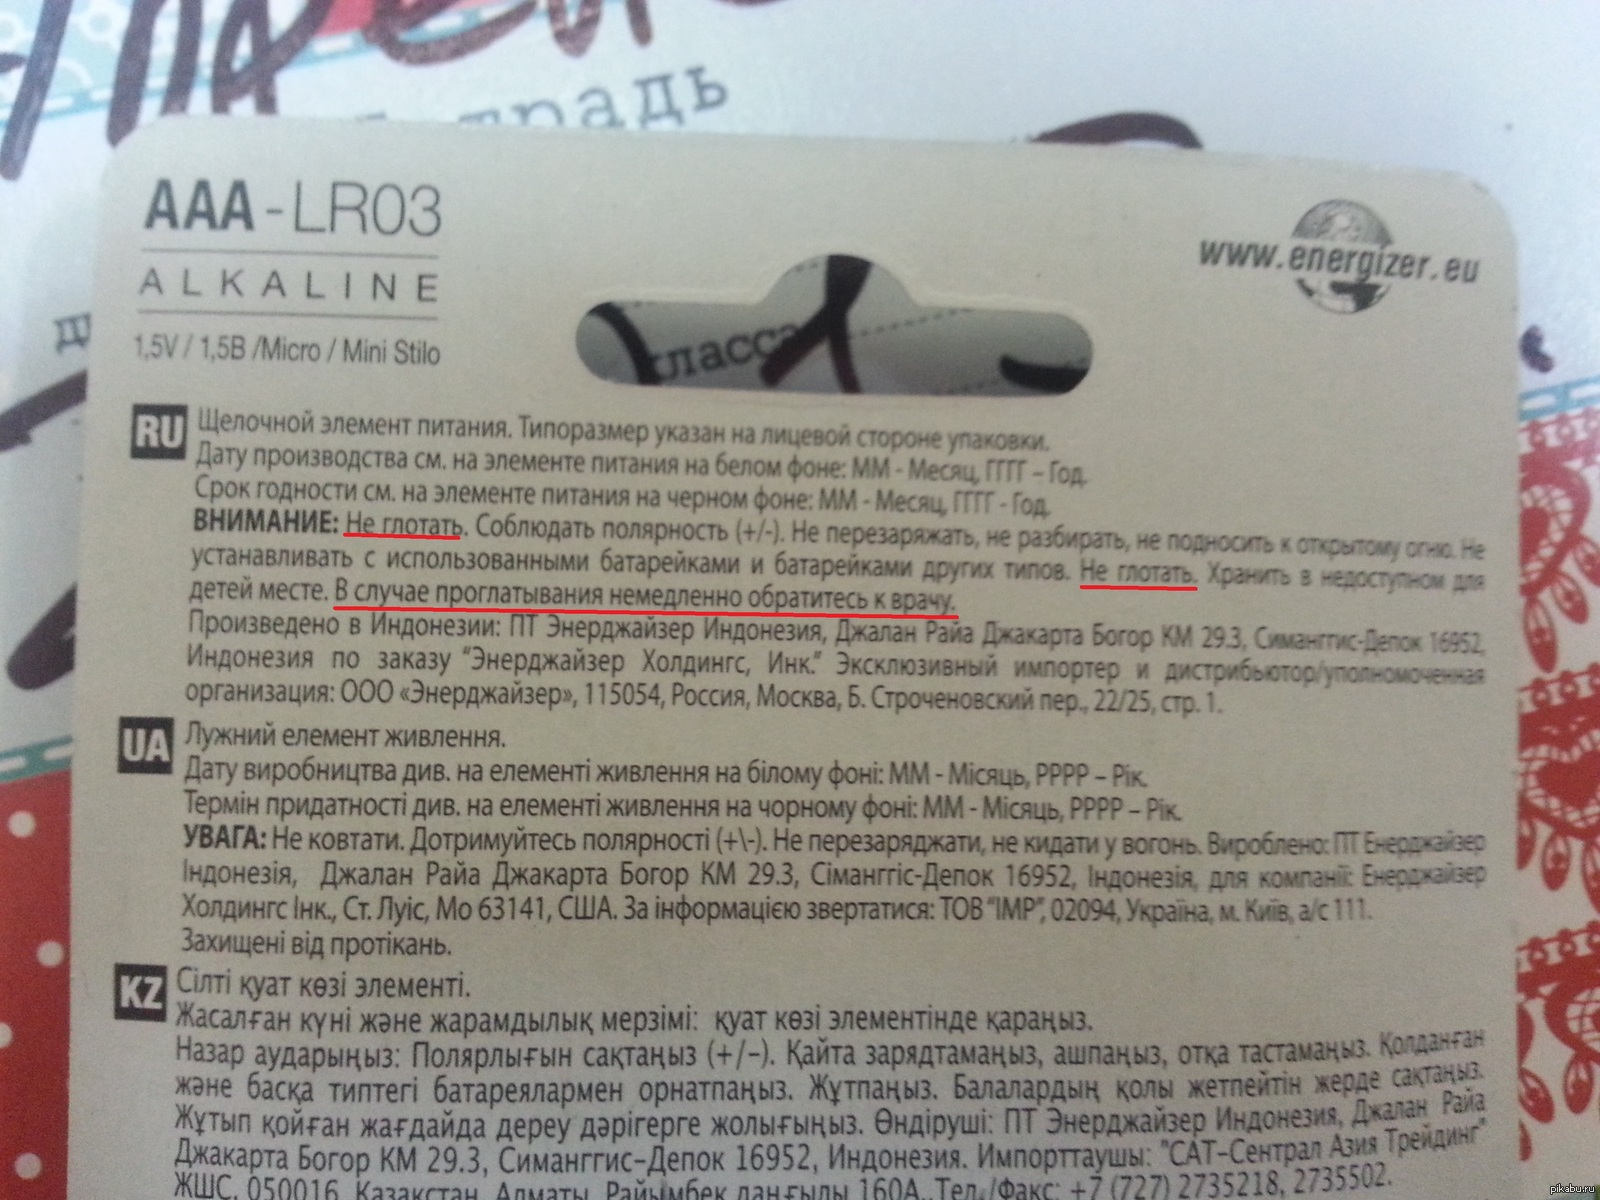 традь
AAA-LR03
ALKALINE
1,5V / 1,5В /Micro / Mini Stilo
www.energizer.eu
класса
RU
Щелочной элемент питания. Типоразмер указан на лицевой стороне упаковки.
Дату производства см. на элементе питания на белом фоне: ММ - Месяц, ГГГГ – Год.
Срок годности см. на элементе питания на черном фоне: ММ - Месяц, ГГГГ - Год.
ВНИМАНИЕ: Не глотать. Соблюдать полярность (+/-). Не перезаряжать, не разбирать, не подносить к открытому огню. Не
устанавливать с использованными батарейками и батарейками других типов. Не глотать. Хранить в недоступном для
детей месте. В случае проглатывания немедленно обратитесь к врачу.
Произведено в Индонезии: ПТ Энерджайзер Индонезия, Джалан Райа Джакарта Богор КМ 29.3, Симанггис-Депок 16952,
Индонезия по заказу "Энерджайзер Холдингс, Инк." Эксклюзивный импортер и дистрибьютор/уполномоченная
организация: ООО «Энерджайзер», 115054, Россия, Москва, Б. Строченовский пер., 22/25, стр. 1.
UA
Лужний елемент живлення.
Дату виробництва див. на елементі живлення на білому фоні: ММ - Місяць, РРРР – Рік.
Термін придатності див. на елементі живлення на чорному фоні: ММ - Місяць, РРРР – Рік.
УВАГА: Не ковтати. Дотримуйтесь полярності (+\-). Не перезаряджати, не кидати у вогонь. Вироблено: ПТ Енерджайзер
Індонезія, Джалан Райа Джакарта Богор КМ 29.3, Сіманггіс-Депок 16952, Індонезія, для компанії: Енерджайзер
Холдингс Інк., Ст. Луіс, Мо 63141, США. За інформацією звертатися: ТОВ "ІМР", 02094, Україна, м. Київ, а/с 111.
Захищені від протікань.
KZ
Сілті қуат көзі элементі.
Жасалған күні және жарамдылық мерзімі: қуат көзі элементінде қараңыз.
Назар аударыңыз: Полярлығын сақтаңыз (+/–). Қайта зарядтамаңыз, ашпаңыз, отқа тастамаңыз. Қолданған
және басқа типтегі батареялармен орнатпаңыз. Жұтпаңыз. Балалардың қолы жетпейтін жерде сақтаңыз.
Жұтып қойған жағдайда дереу дәрігерге жолығыңыз. Өндіруші: ПТ Энерджайзер Индонезия, Джалан Райа
Джакарта Богор КМ 29.3, Симанггис–Депок 16952, Индонезия. Импорттаушы: "САТ–Сентрал Азия Трейдинг"
ЖШС, 050016, Казахстан, Алматы, Райымбек даңғылы 160А., Тел./Факс: +7 (727) 2735218, 2735502.
pikabu.ru